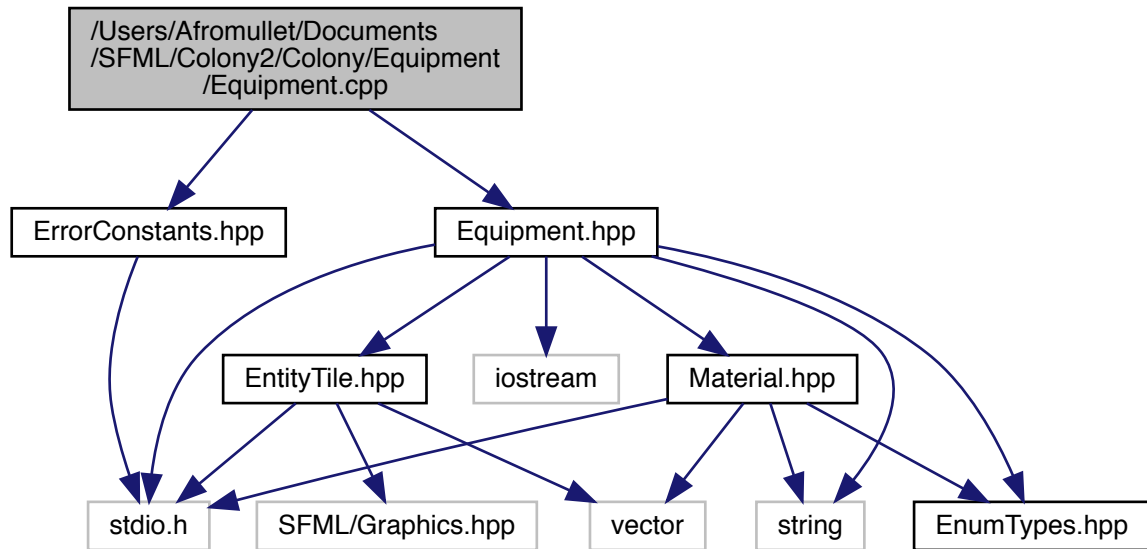 /Users/Afromullet/Documents
/SFML/Colony2/Colony/Equipment
/Equipment.cpp
ErrorConstants.hpp
Equipment.hpp
EntityTile.hpp
iostream
Material.hpp
stdio.h
SFML/Graphics.hpp
vector
string
EnumTypes.hpp